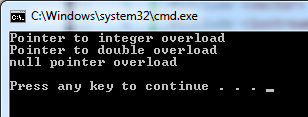 C:\Windows\system32\cmd.exe
Pointer to integer overload
Pointer to double overload
null pointer overload
Press any key to continue . . . _